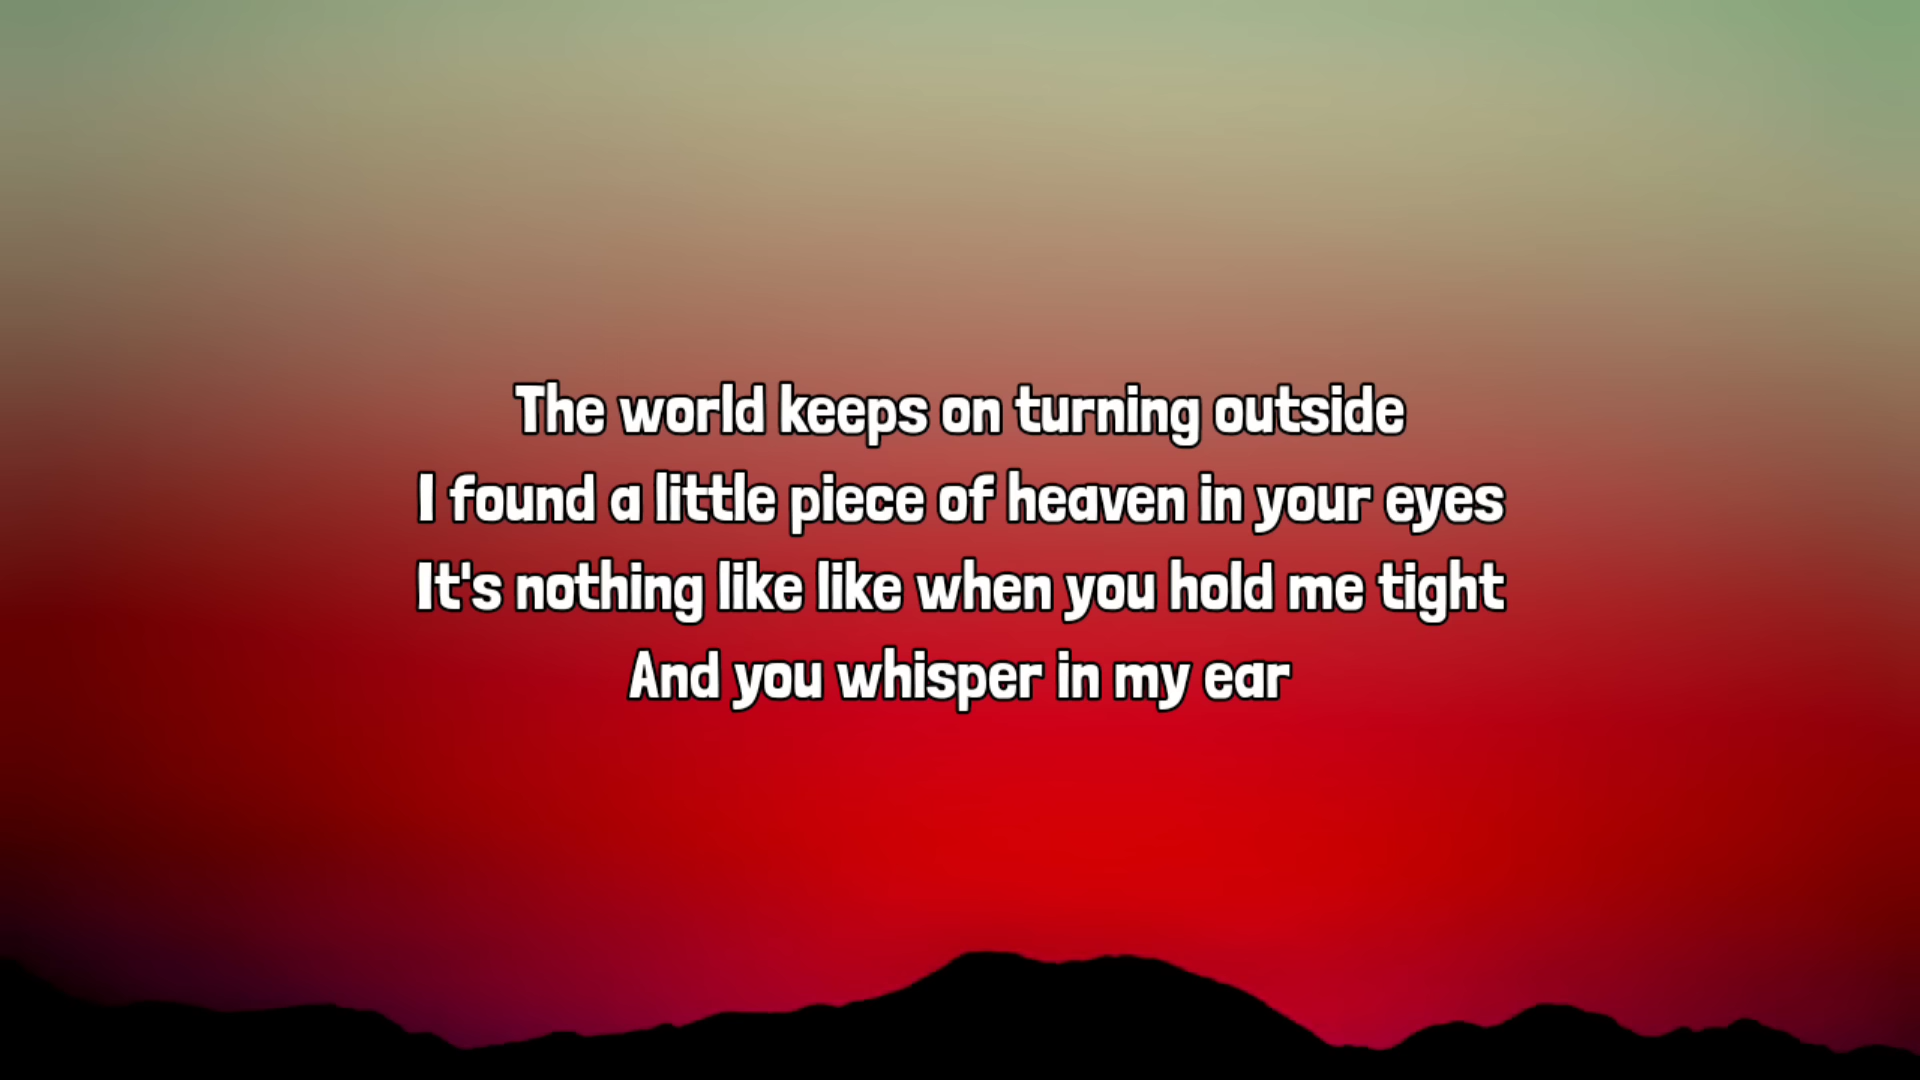 The world keeps on turning outside
I found a little piece of heaven in your eyes
It's nothing like like when you hold me tight
And you whisper in my ear